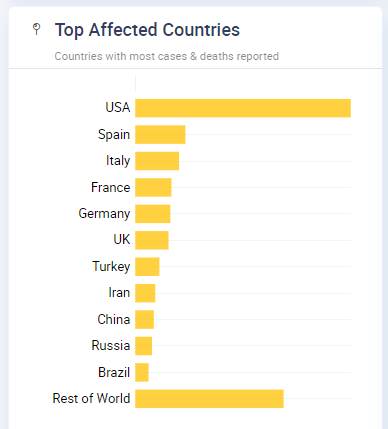 Top Affected Countries
Countries with most cases & deaths reported
USA
Spain
Italy
France
Germany
UK
Turkey
Iran
China
Russia
Brazil
Rest of World